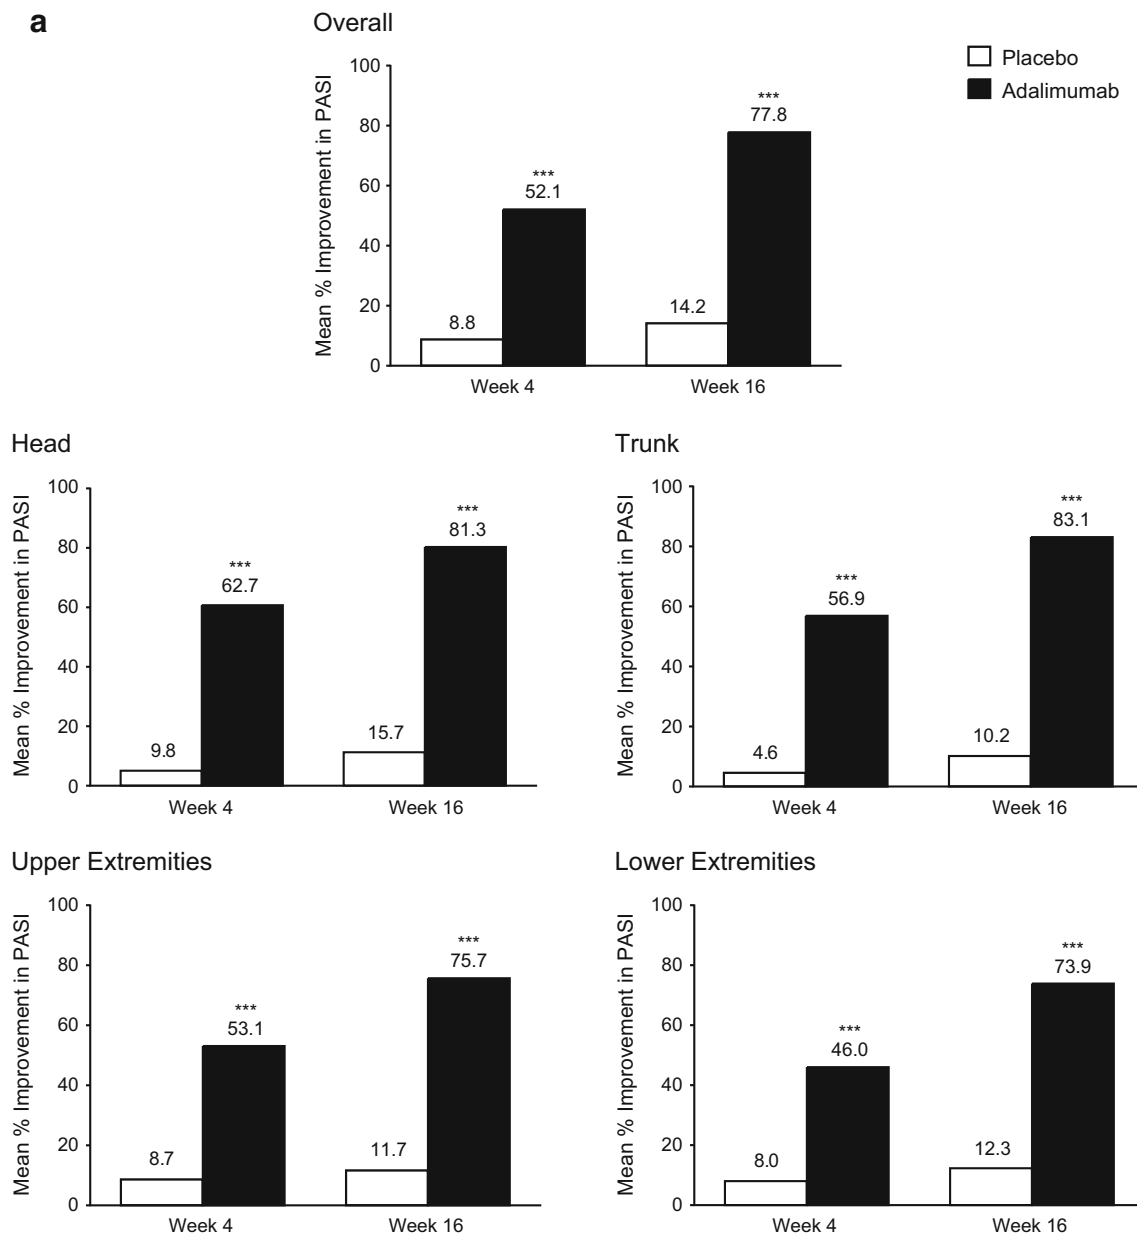 a
Overall
Placebo
Adalimumab
Mean % Improvement in PASI
100
80
60
40
20
0
8.8
***
52.1
14.2
***
77.8
Week 4
Week 16
Head
Mean % Improvement in PASI
100
80
60
40
20
0
9.8
***
62.7
15.7
***
81.3
Week 4
Week 16
Trunk
Mean % Improvement in PASI
100
80
60
40
20
0
4.6
***
56.9
10.2
***
83.1
Week 4
Week 16
Upper Extremities
Mean % Improvement in PASI
100
80
60
40
20
0
8.7
***
53.1
11.7
***
75.7
Week 4
Week 16
Lower Extremities
Mean % Improvement in PASI
100
80
60
40
20
0
8.0
***
46.0
12.3
***
73.9
Week 4
Week 16